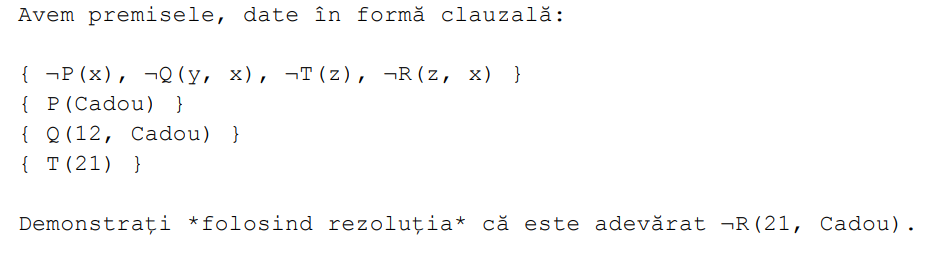 Avem premisele, date în formă clauzală:
{ ¬P(x), ¬Q(y, x), ¬T(z), ¬R(z, x) }
{ P(Cadou) }
{ Q(12, Cadou) }
{ T(21) }
Demonstrați *folosind rezoluția* că este adevărat ¬R(21, Cadou).